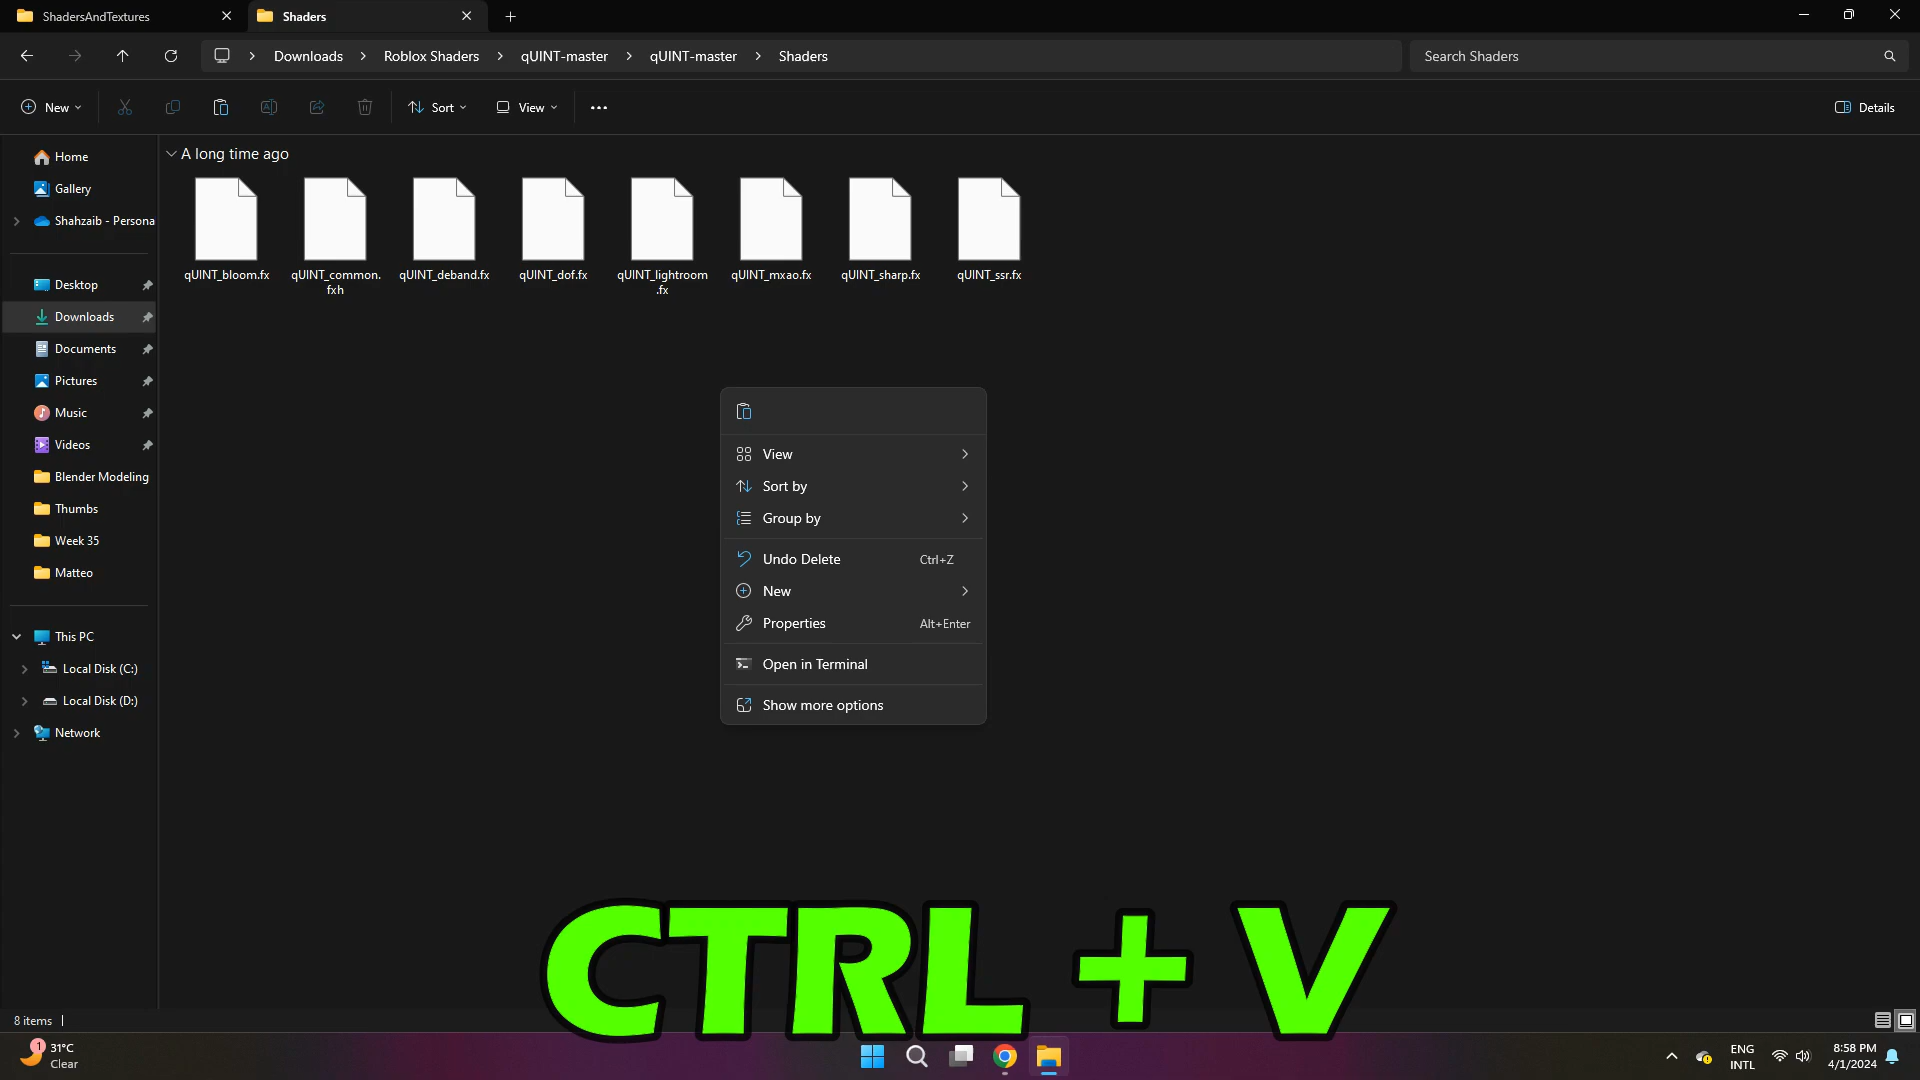 ShadersAndTextures
Shaders
Downloads
Roblox Shaders
qUINT-master
qUINT-master
Shaders
Search Shaders
New
Sort
View
Details
Home
Gallery
Shahzaib - Persona
Desktop
Downloads
Documents
Pictures
Music
Videos
Blender Modeling
Thumbs
Week 35
Matteo
This PC
Local Disk (C:)
Local Disk (D:)
Network
A long time ago
qUINT_bloom.fx
qUINT_common.
fxh
qUINT_deband.fx
qUINT_dof.fx
qUINT_lightroom
.fx
qUINT_mxao.fx
qUINT_sharp.fx
qUINT_ssr.fx
View
Sort by
Group by
Undo Delete Ctrl+Z
New
Properties Alt+Enter
Open in Terminal
Show more options
CTRL + V
8 items
1
31°C
Clear
ENG
INTL
8:58 PM
4/1/2024